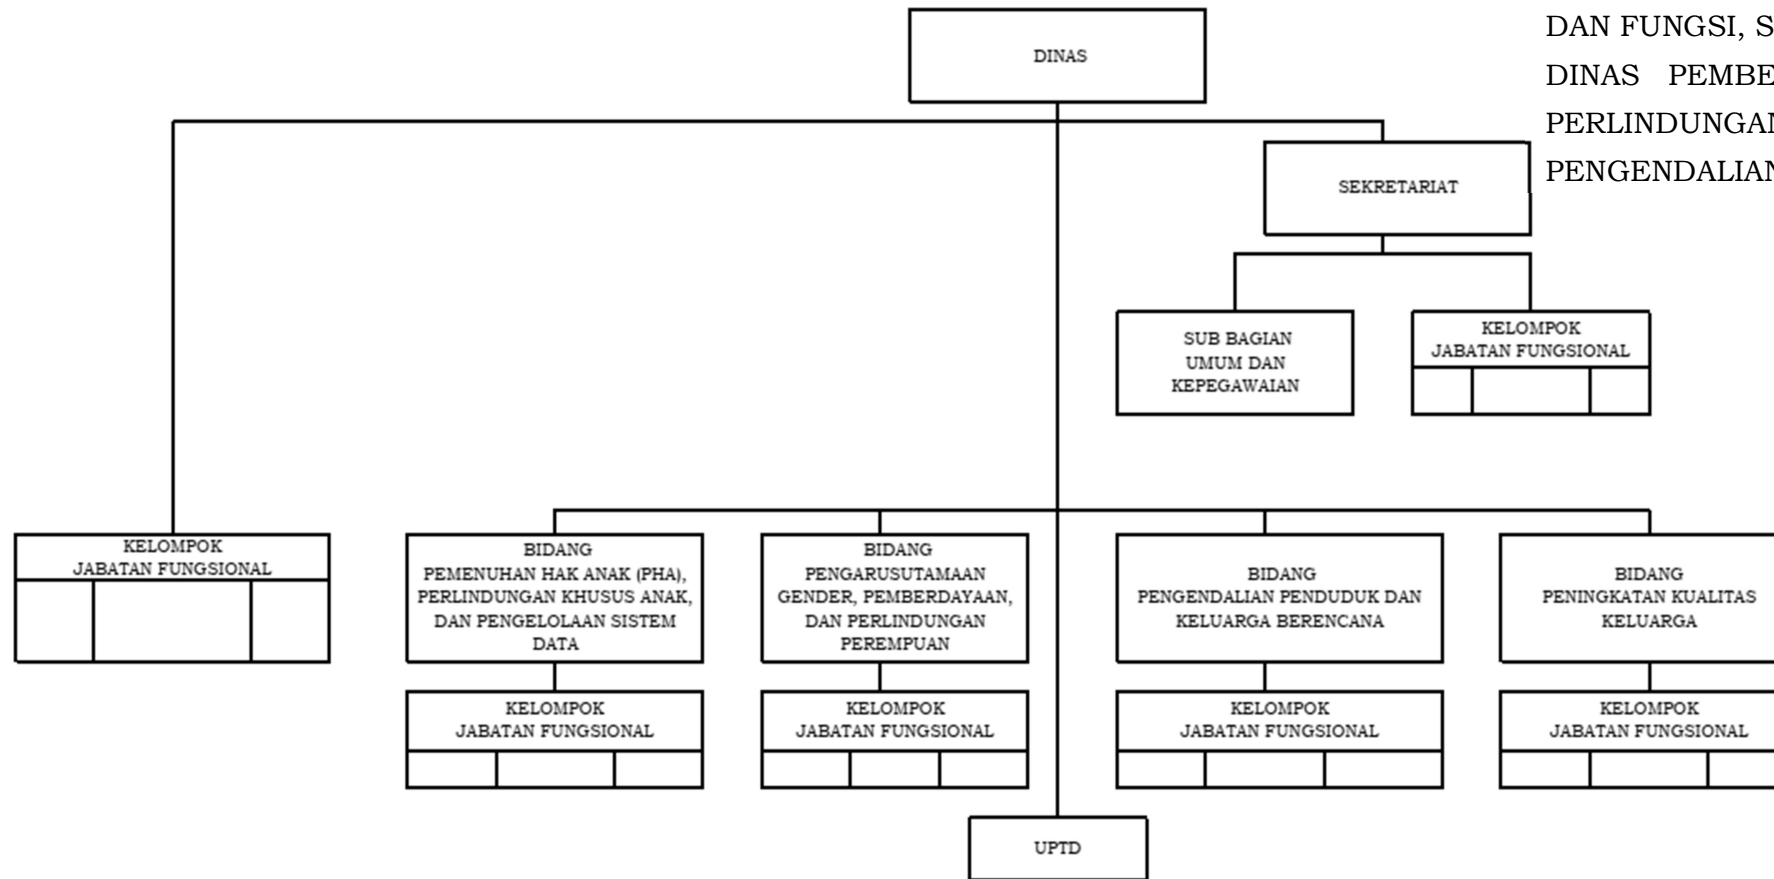 DAN FUNGSI, S
DINAS PEMBE
PERLINDUNGAN
PENGENDALIAN
DINAS
SEKRETARIAT
SUB BAGIAN
UMUM DAN
KEPEGAWAIAN
KELOMPOK
JABATAN FUNGSIONAL
KELOMPOK
JABATAN FUNGSIONAL
BIDANG
PEMENUHAN HAK ANAK (PHA),
PERLINDUNGAN KHUSUS ANAK,
DAN PENGELOLAAN SISTEM
DATA
BIDANG
PENGARUSUTAMAAN
GENDER, PEMBERDAYAAN,
DAN PERLINDUNGAN
PEREMPUAN
BIDANG
PENGENDALIAN PENDUDUK DAN
KELUARGA BERENCANA
BIDANG
PENINGKATAN KUALITAS
KELUARGA
KELOMPOK
JABATAN FUNGSIONAL
KELOMPOK
JABATAN FUNGSIONAL
KELOMPOK
JABATAN FUNGSIONAL
KELOMPOK
JABATAN FUNGSIONAL
UPTD